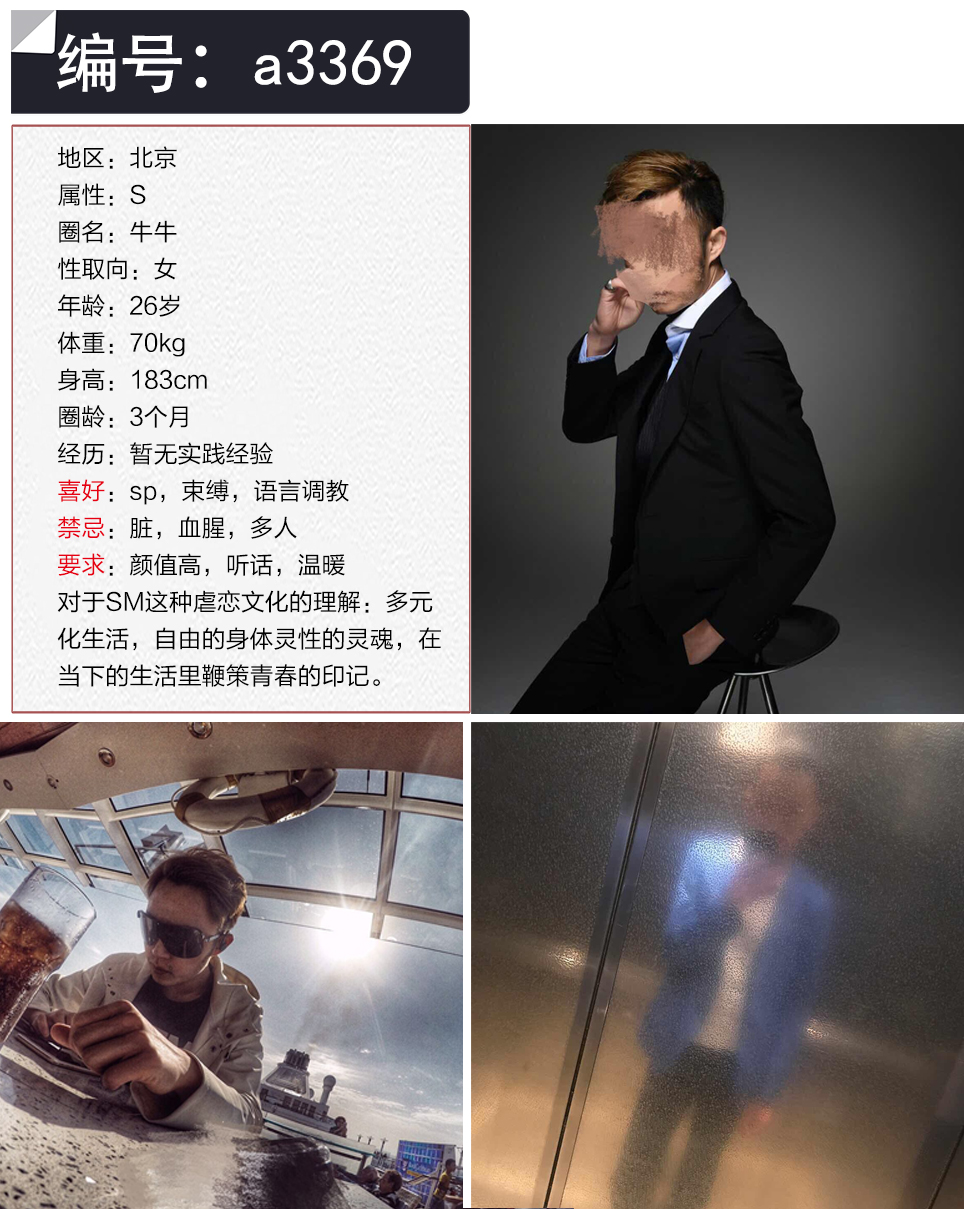 编号：a3369
地区：北京
属性：S
圈名：牛牛
性取向：女
年龄：26岁
体重：70kg
身高：183cm
圈龄：3个月
经历：暂无实践经验
喜好：sp，束缚，语言调教
禁忌：脏，血腥，多人
要求：颜值高，听话，温暖
对于SM这种虐恋文化的理解：多元
化生活，自由的身体灵性的灵魂，在
当下的生活里鞭策青春的印记。